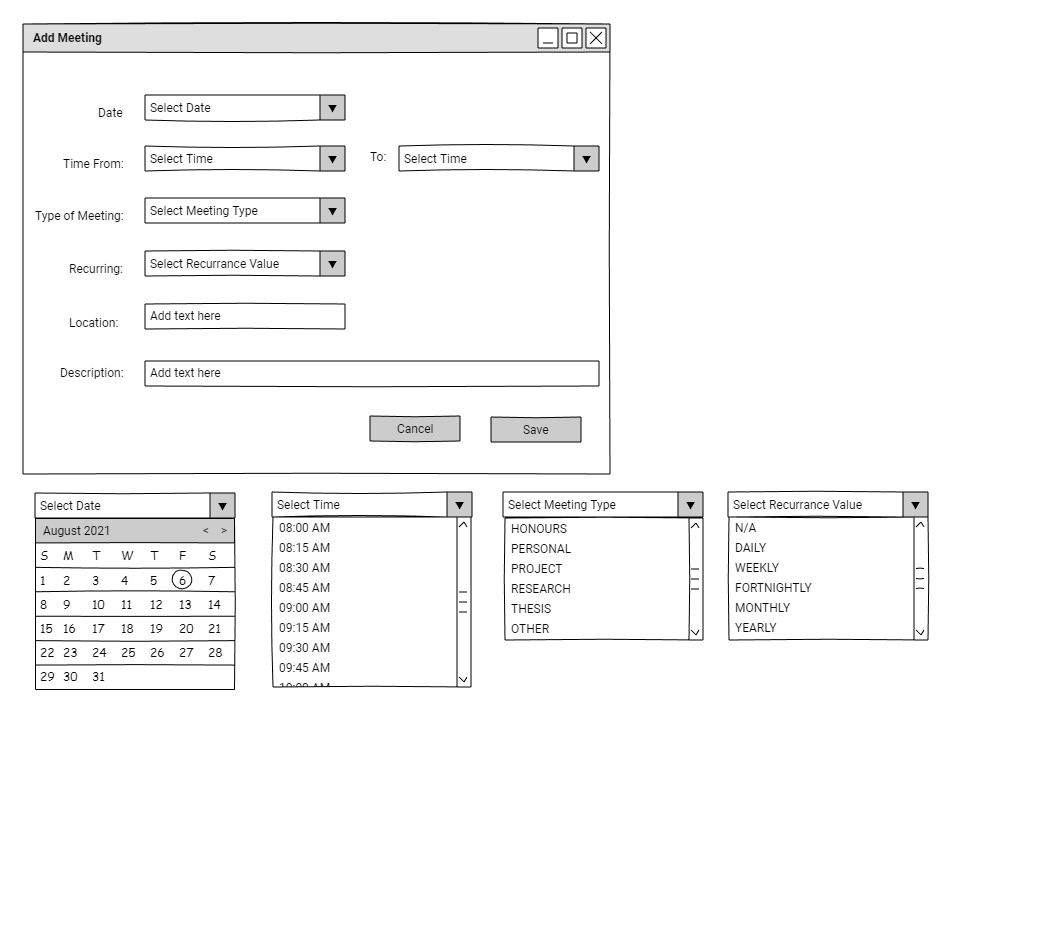 Add Meeting
Date
Select Date
Time From:
Select Time
To:
Select Time
Type of Meeting:
Select Meeting Type
Recurring:
Select Recurrance Value
Location:
Add text here
Description:
Add text here
Cancel
Save
Select Date
August 2021 < >
S M T W T F S
1 2 3 4 5 6 7
8 9 10 11 12 13 14
15 16 17 18 19 20 21
22 23 24 25 26 27 28
29 30 31
Select Time
08:00 AM
08:15 AM
08:30 AM
08:45 AM
09:00 AM
09:15 AM
09:30 AM
09:45 AM
10:00 AM
Select Meeting Type
HONOURS
PERSONAL
PROJECT
RESEARCH
THESIS
OTHER
Select Recurrance Value
N/A
DAILY
WEEKLY
FORTNIGHTLY
MONTHLY
YEARLY